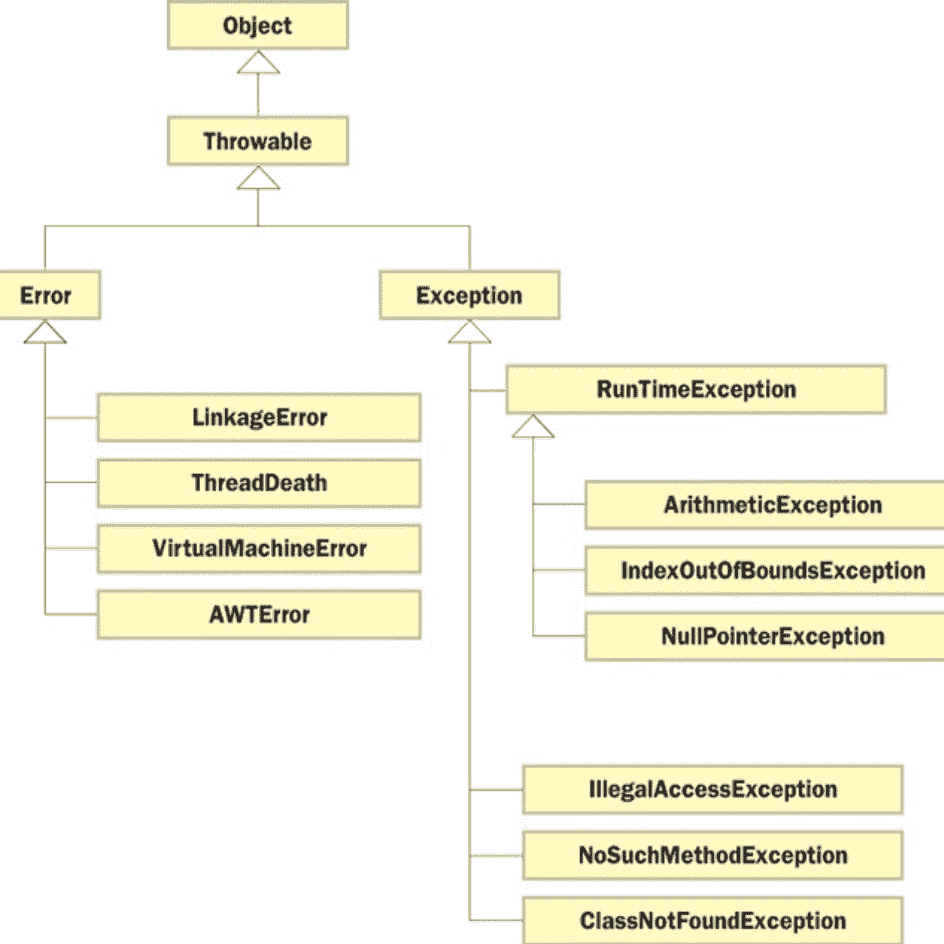 Object
Throwable
Error
Exception
RunTimeException
LinkageError
ThreadDeath
VirtualMachineError
AWTError
ArithmeticException
IndexOutOfBoundsException
NullPointerException
IllegalAccessException
NoSuchMethodException
ClassNotFoundException